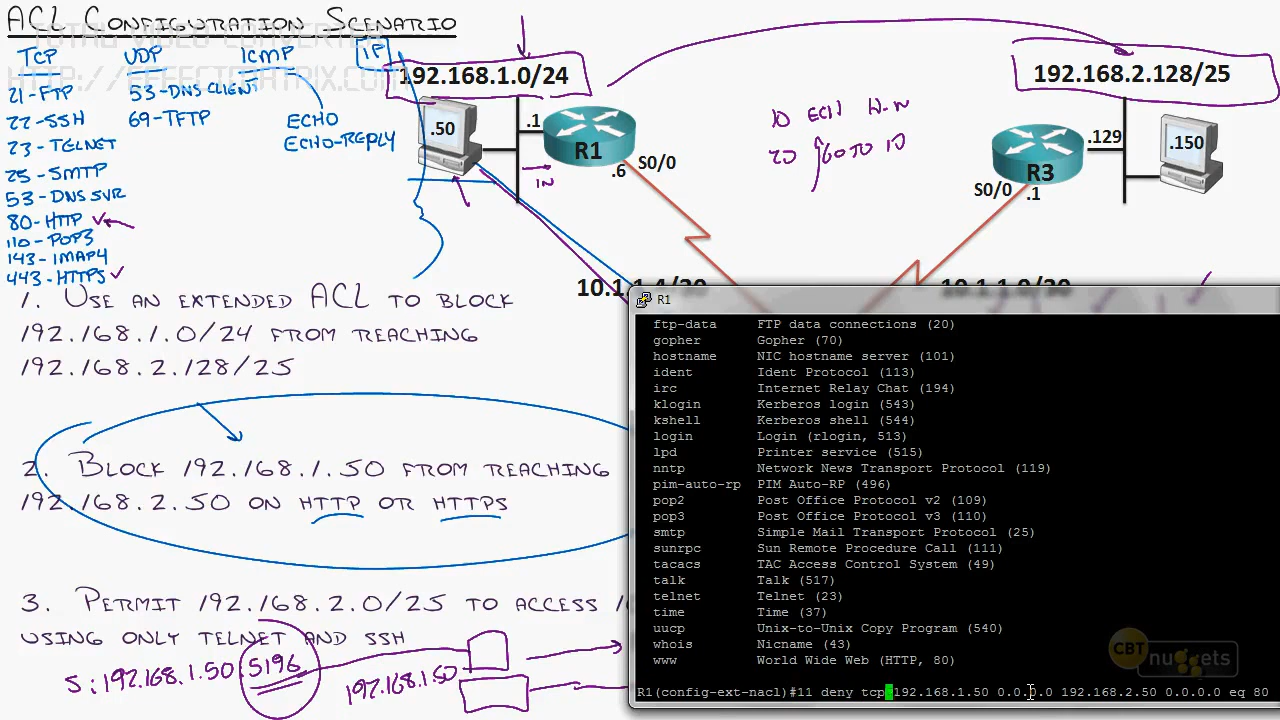 ACL CONFIGURATION SCENARIO
TOTAL VIDEO CONVERTER
HTTP://EFFECTMATRIX.COM
TCP UDP ICMP IP
21-FTP 53-DNS CLIENT
22-SSH 69-TFTP ECHO
23-TELNET ECHO-REPLY
25-SMTP
53-DNS SVR
80-HTTP
110-POP3
143-IMAP4
443-HTTPS
192.168.1.0/24
192.168.2.128/25
.50
.1
R1
S0/0
.6
IN
10 ECH
20 GOTO 10
.129
.150
R3
S0/0
.1
1. USE AN EXTENDED ACL TO BLOCK
192.168.1.0/24 FROM REACHING
192.168.2.128/25
2. BLOCK 192.168.1.50 FROM REACHING
192.168.2.50 ON HTTP OR HTTPS
3. PERMIT 192.168.2.0/25 TO ACCESS
USING ONLY TELNET AND SSH
S:192.168.1.50:5196
192.168.1.50
R1
ftp-data FTP data connections (20)
gopher Gopher (70)
hostname NIC hostname server (101)
ident Ident Protocol (113)
irc Internet Relay Chat (194)
klogin Kerberos login (543)
kshell Kerberos shell (544)
login Login (rlogin, 513)
lpd Printer service (515)
nntp Network News Transport Protocol (119)
pim-auto-rp PIM Auto-RP (496)
pop2 Post Office Protocol v2 (109)
pop3 Post Office Protocol v3 (110)
smtp Simple Mail Transport Protocol (25)
sunrpc Sun Remote Procedure Call (111)
tacacs TAC Access Control System (49)
talk Talk (517)
telnet Telnet (23)
time Time (37)
uucp Unix-to-Unix Copy Program (540)
whois Nicname (43)
www World Wide Web (HTTP, 80)
R1(config-ext-nacl)#11 deny tcp 192.168.1.50 0.0.0.0 192.168.2.50 0.0.0.0 eq 80
CBT nuggets